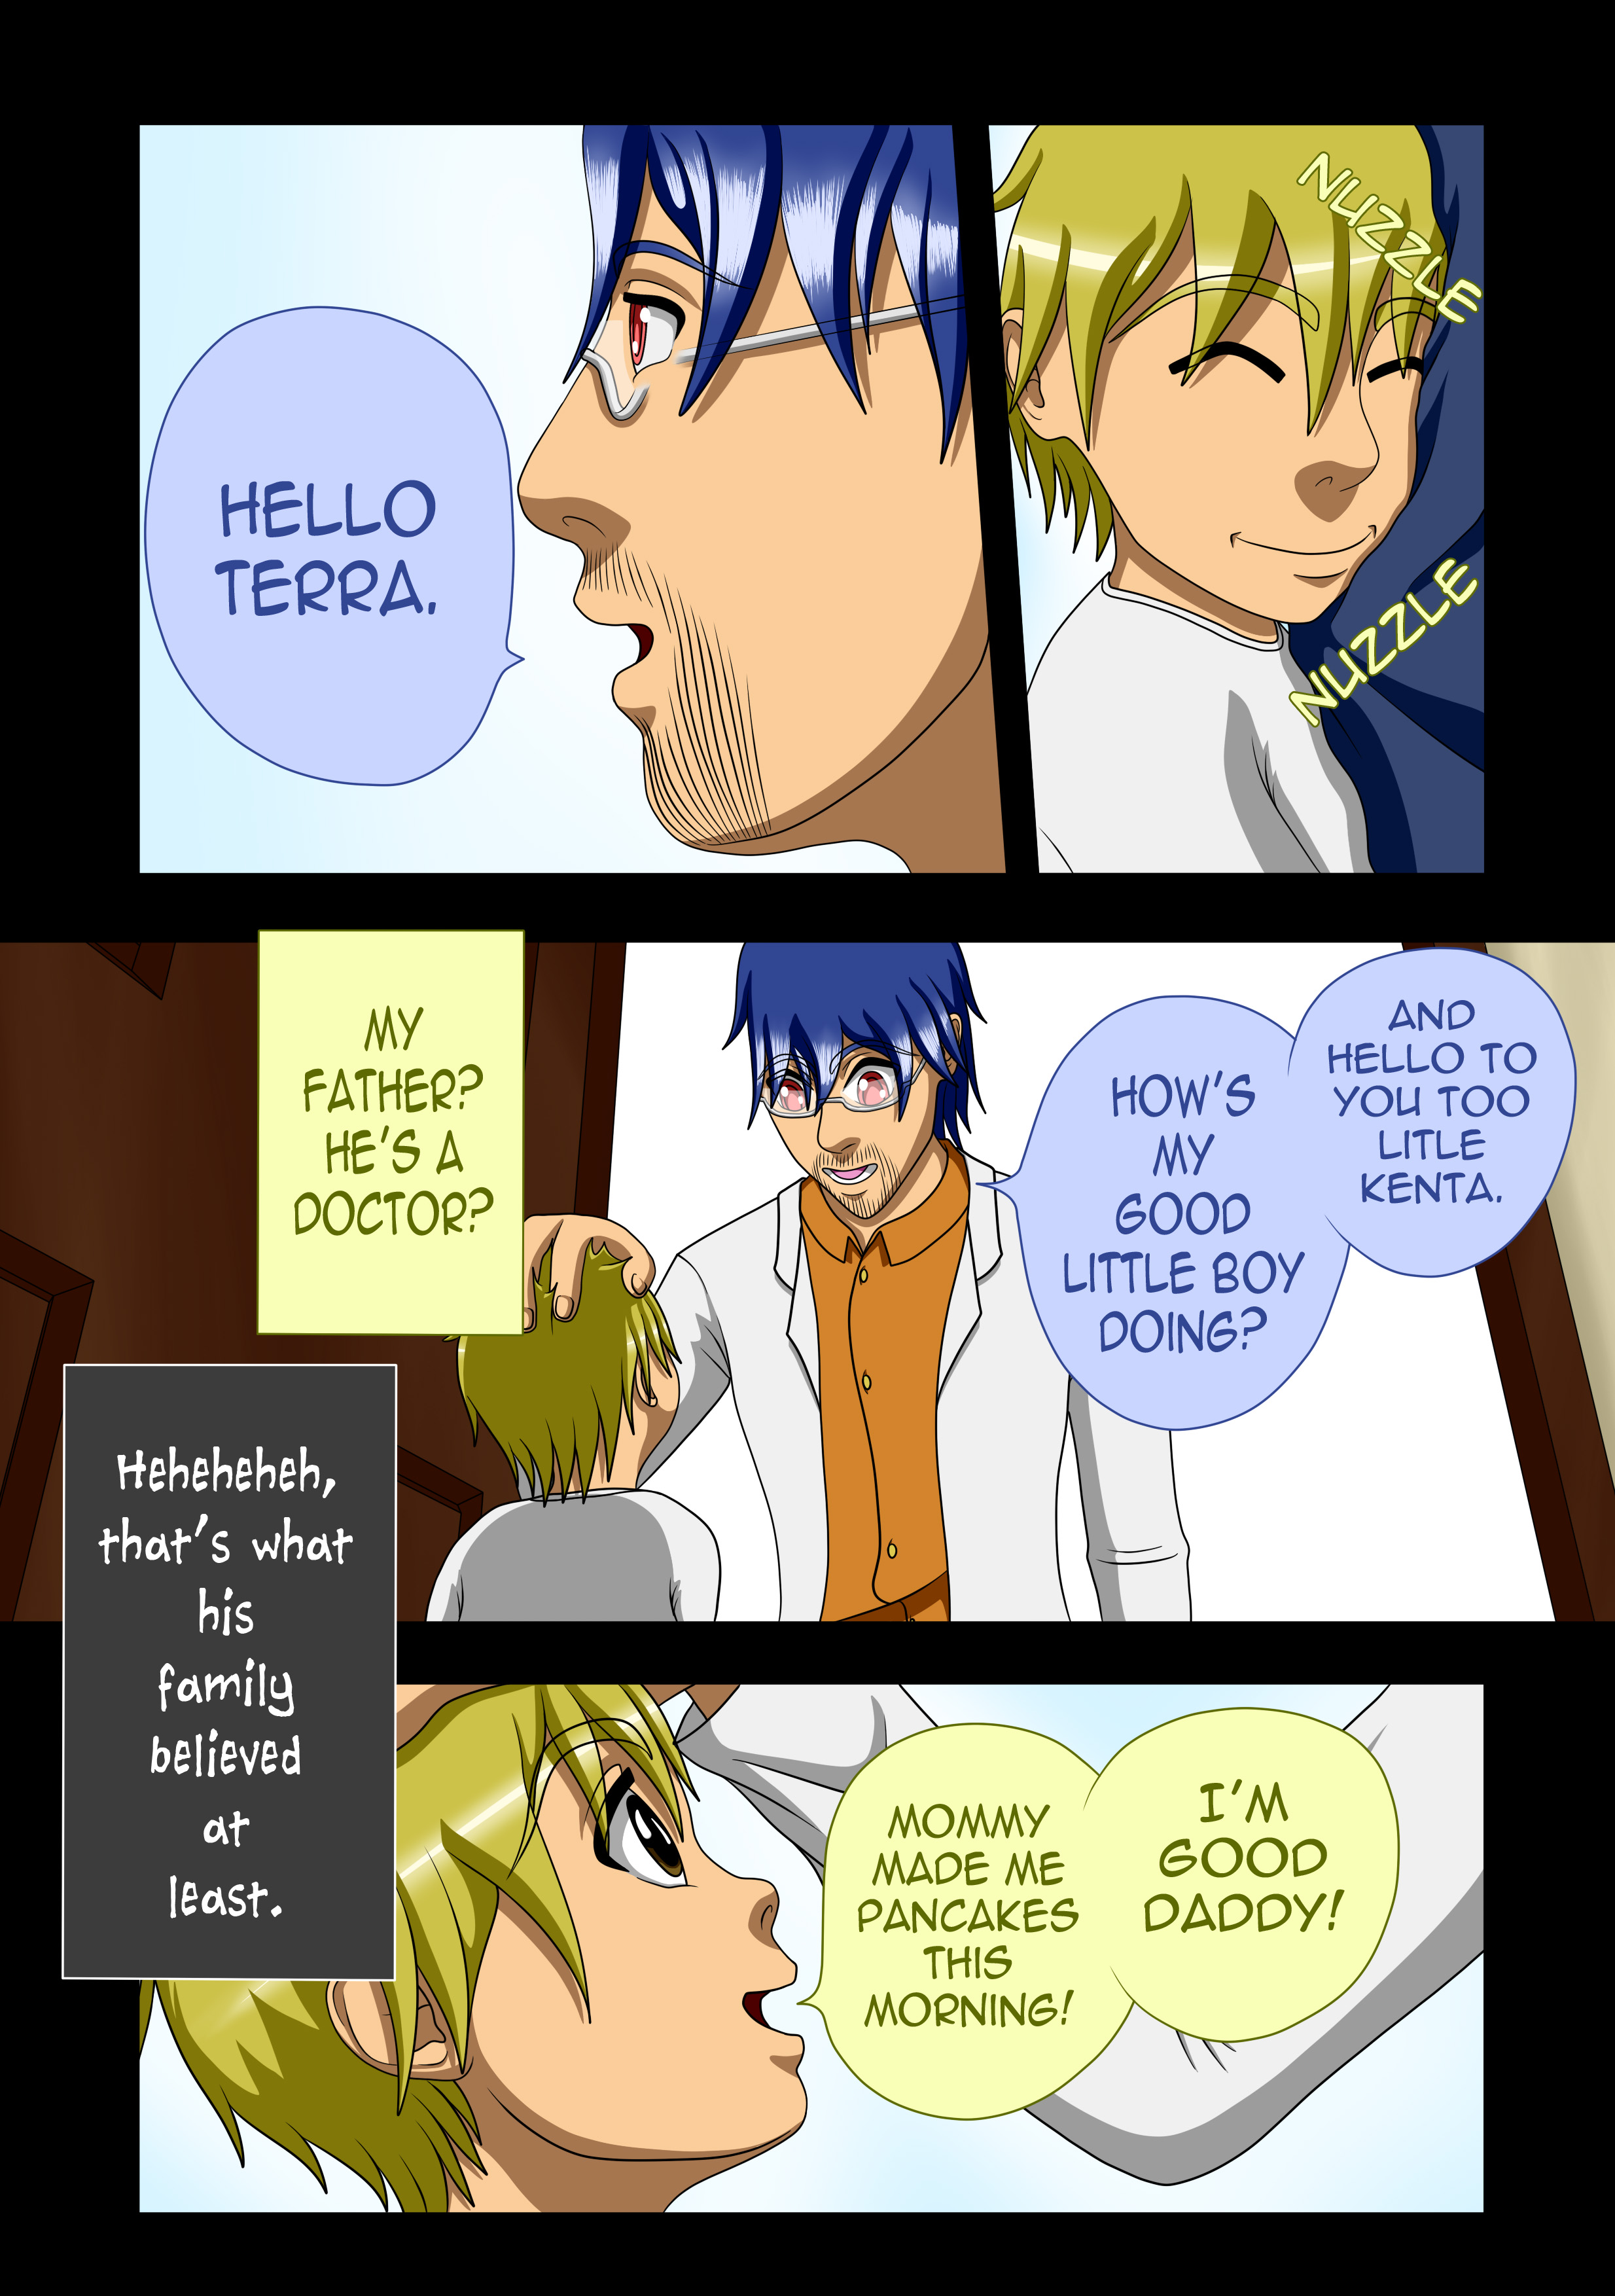 HELLO
TERRA.
NUZZLE
NUZZLE
MY
FATHER?
HE'S A
DOCTOR?
AND
HELLO TO
YOU TOO
LITLE
KENTA.
HOW'S
MY
GOOD
LITTLE BOY
DOING?
Heheheheh,
that's what
his
family
believed
at
least.
I'M
GOOD
DADDY!
MOMMY
MADE ME
PANCAKES
THIS
MORNING!